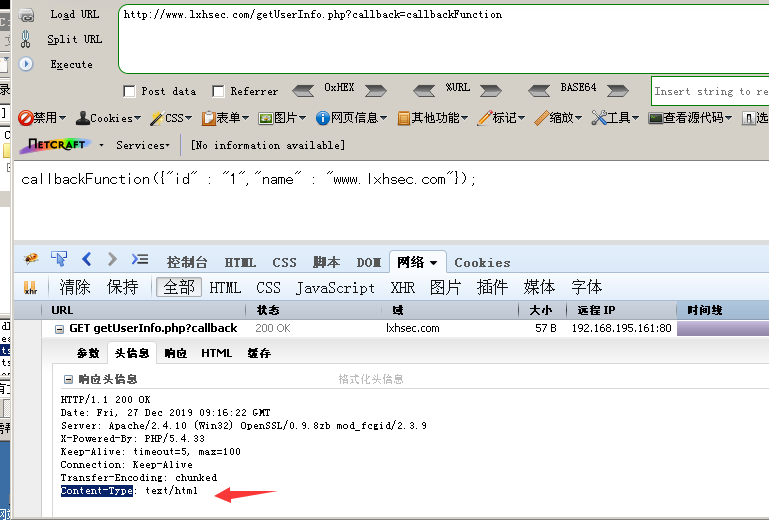 Load URL
http://www.lxhsec.com/getUserInfo.php?callback=callbackFunction
Split URL
Execute
Post data Referrer 0xHEX %URL BASE64 Insert string to re
禁用 Cookies CSS 表单 图片 网页信息 其他功能 标记 缩放 工具 查看源代码 选
NETCRAFT Services [No information available]
callbackFunction({"id" : "1","name" : "www.lxhsec.com"});
控制台 HTML CSS 脚本 DOM 网络 Cookies
xhr 清除 保持 全部 HTML CSS JavaScript XHR 图片 插件 媒体 字体
URL 状态 域 大小 远程 IP 时间线
GET getUserInfo.php?callback 200 OK lxhsec.com 57 B 192.168.195.161:80
参数 头信息 响应 HTML 缓存
响应头信息 格式化头信息
HTTP/1.1 200 OK
Date: Fri, 27 Dec 2019 09:16:22 GMT
Server: Apache/2.4.10 (Win32) OpenSSL/0.9.8zb mod_fcgid/2.3.9
X-Powered-By: PHP/5.4.33
Keep-Alive: timeout=5, max=100
Connection: Keep-Alive
Transfer-Encoding: chunked
Content-Type: text/html